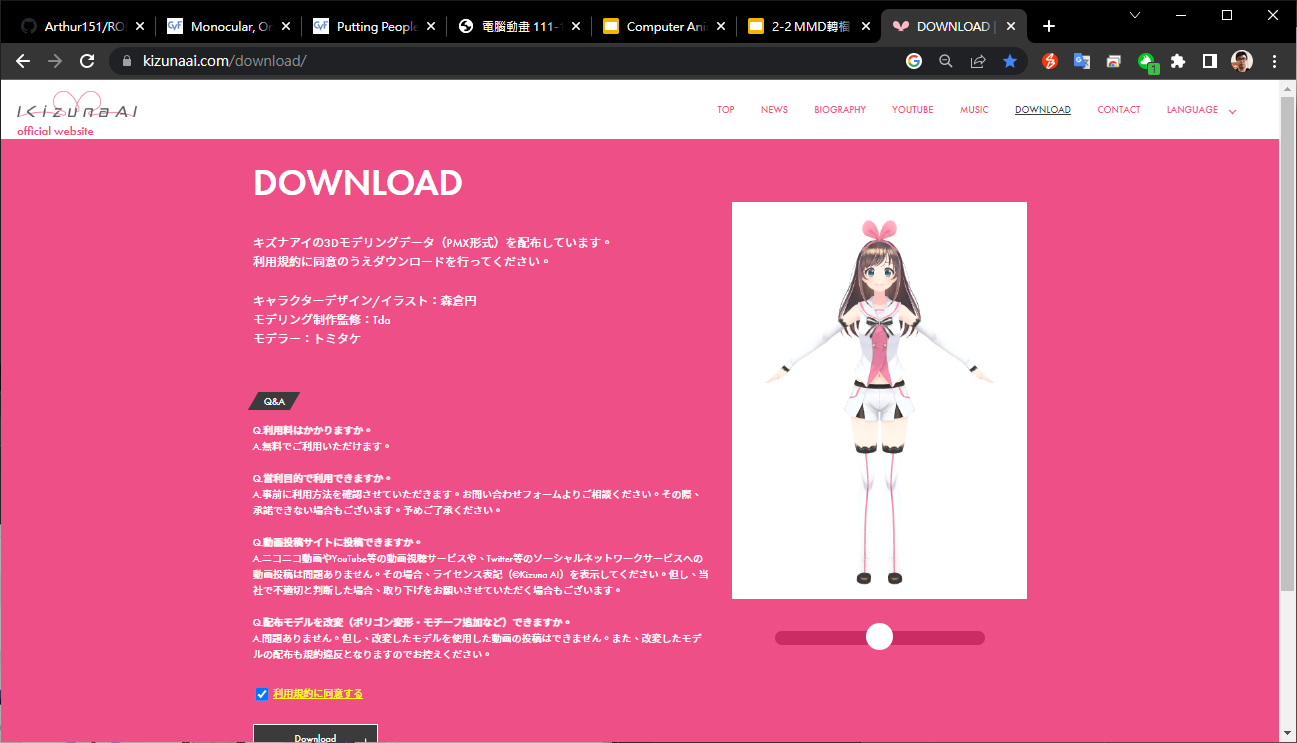 Arthur151/RO
Monocular, Or
Putting People
電腦動畫 111-1
Computer Ani
2-2 MMD轉檔
DOWNLOAD |
kizunaai.com/download/
1
KizunaAI
official website
TOP
NEWS
BIOGRAPHY
YOUTUBE
MUSIC
DOWNLOAD
CONTACT
LANGUAGE
DOWNLOAD
キズナアイの3Dモデリングデータ（PMX形式）を配布しています。
利用規約に同意のうえダウンロードを行ってください。
キャラクターデザイン/イラスト：森倉円
モデリング制作監修：Tda
モデラー：トミタケ
Q&A
Q.利用料はかかりますか。
A.無料でご利用いただけます。
Q.営利目的で利用できますか。
A.事前に利用方法を確認させていただきます。お問い合わせフォームよりご相談ください。その際、
承諾できない場合もございます。予めご了承ください。
Q.動画投稿サイトに投稿できますか。
A.ニコニコ動画やYouTube等の動画視聴サービスや、Twitter等のソーシャルネットワークサービスへの
動画投稿は問題ありません。その場合、ライセンス表記（©Kizuna AI）を表示してください。但し、当
社で不適切と判断した場合、取り下げをお願いさせていただく場合もございます。
Q.配布モデルを改変（ポリゴン変形・モチーフ追加など）できますか。
A.問題ありません。但し、改変したモデルを使用した動画の投稿はできません。また、改変したモデ
ルの配布も規約違反となりますのでお控えください。
利用規約に同意する
Download